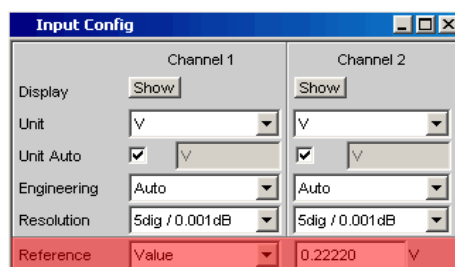 Input Config
Channel 1 Channel 2
Display Show Show
Unit V V
Unit Auto V V
Engineering Auto Auto
Resolution 5dig / 0.001dB 5dig / 0.001dB
Reference Value 0.22220 V